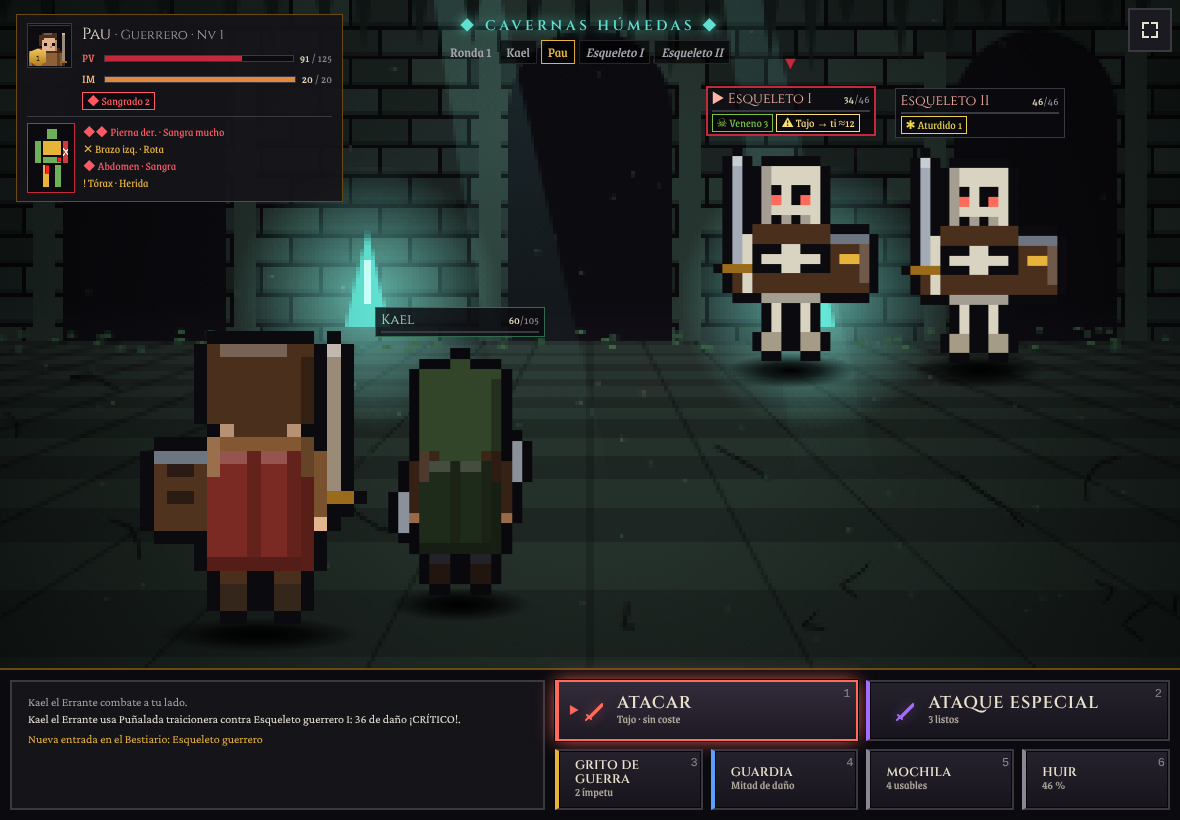 PAU · GUERRERO · NV 1
PV 91 / 125
IM 20 / 20
Sangrado 2
Pierna der. · Sangra mucho
Brazo izq. · Rota
Abdomen · Sangra
! Tórax · Herida
1
CAVERNAS HÚMEDAS
Ronda 1 Kael Pau Esqueleto I Esqueleto II
ESQUELETO I 34/46
Veneno 3 Tajo → ti ≈12
ESQUELETO II 46/46
Aturdido 1
KAEL 60/105
Kael el Errante combate a tu lado.
Kael el Errante usa Puñalada traicionera contra Esqueleto guerrero I: 36 de daño ¡CRÍTICO!.
Nueva entrada en el Bestiario: Esqueleto guerrero
ATACAR 1
Tajo · sin coste
ATAQUE ESPECIAL 2
3 listos
GRITO DE GUERRA 3
2 ímpetu
GUARDIA 4
Mitad de daño
MOCHILA 5
4 usables
HUIR 6
46 %